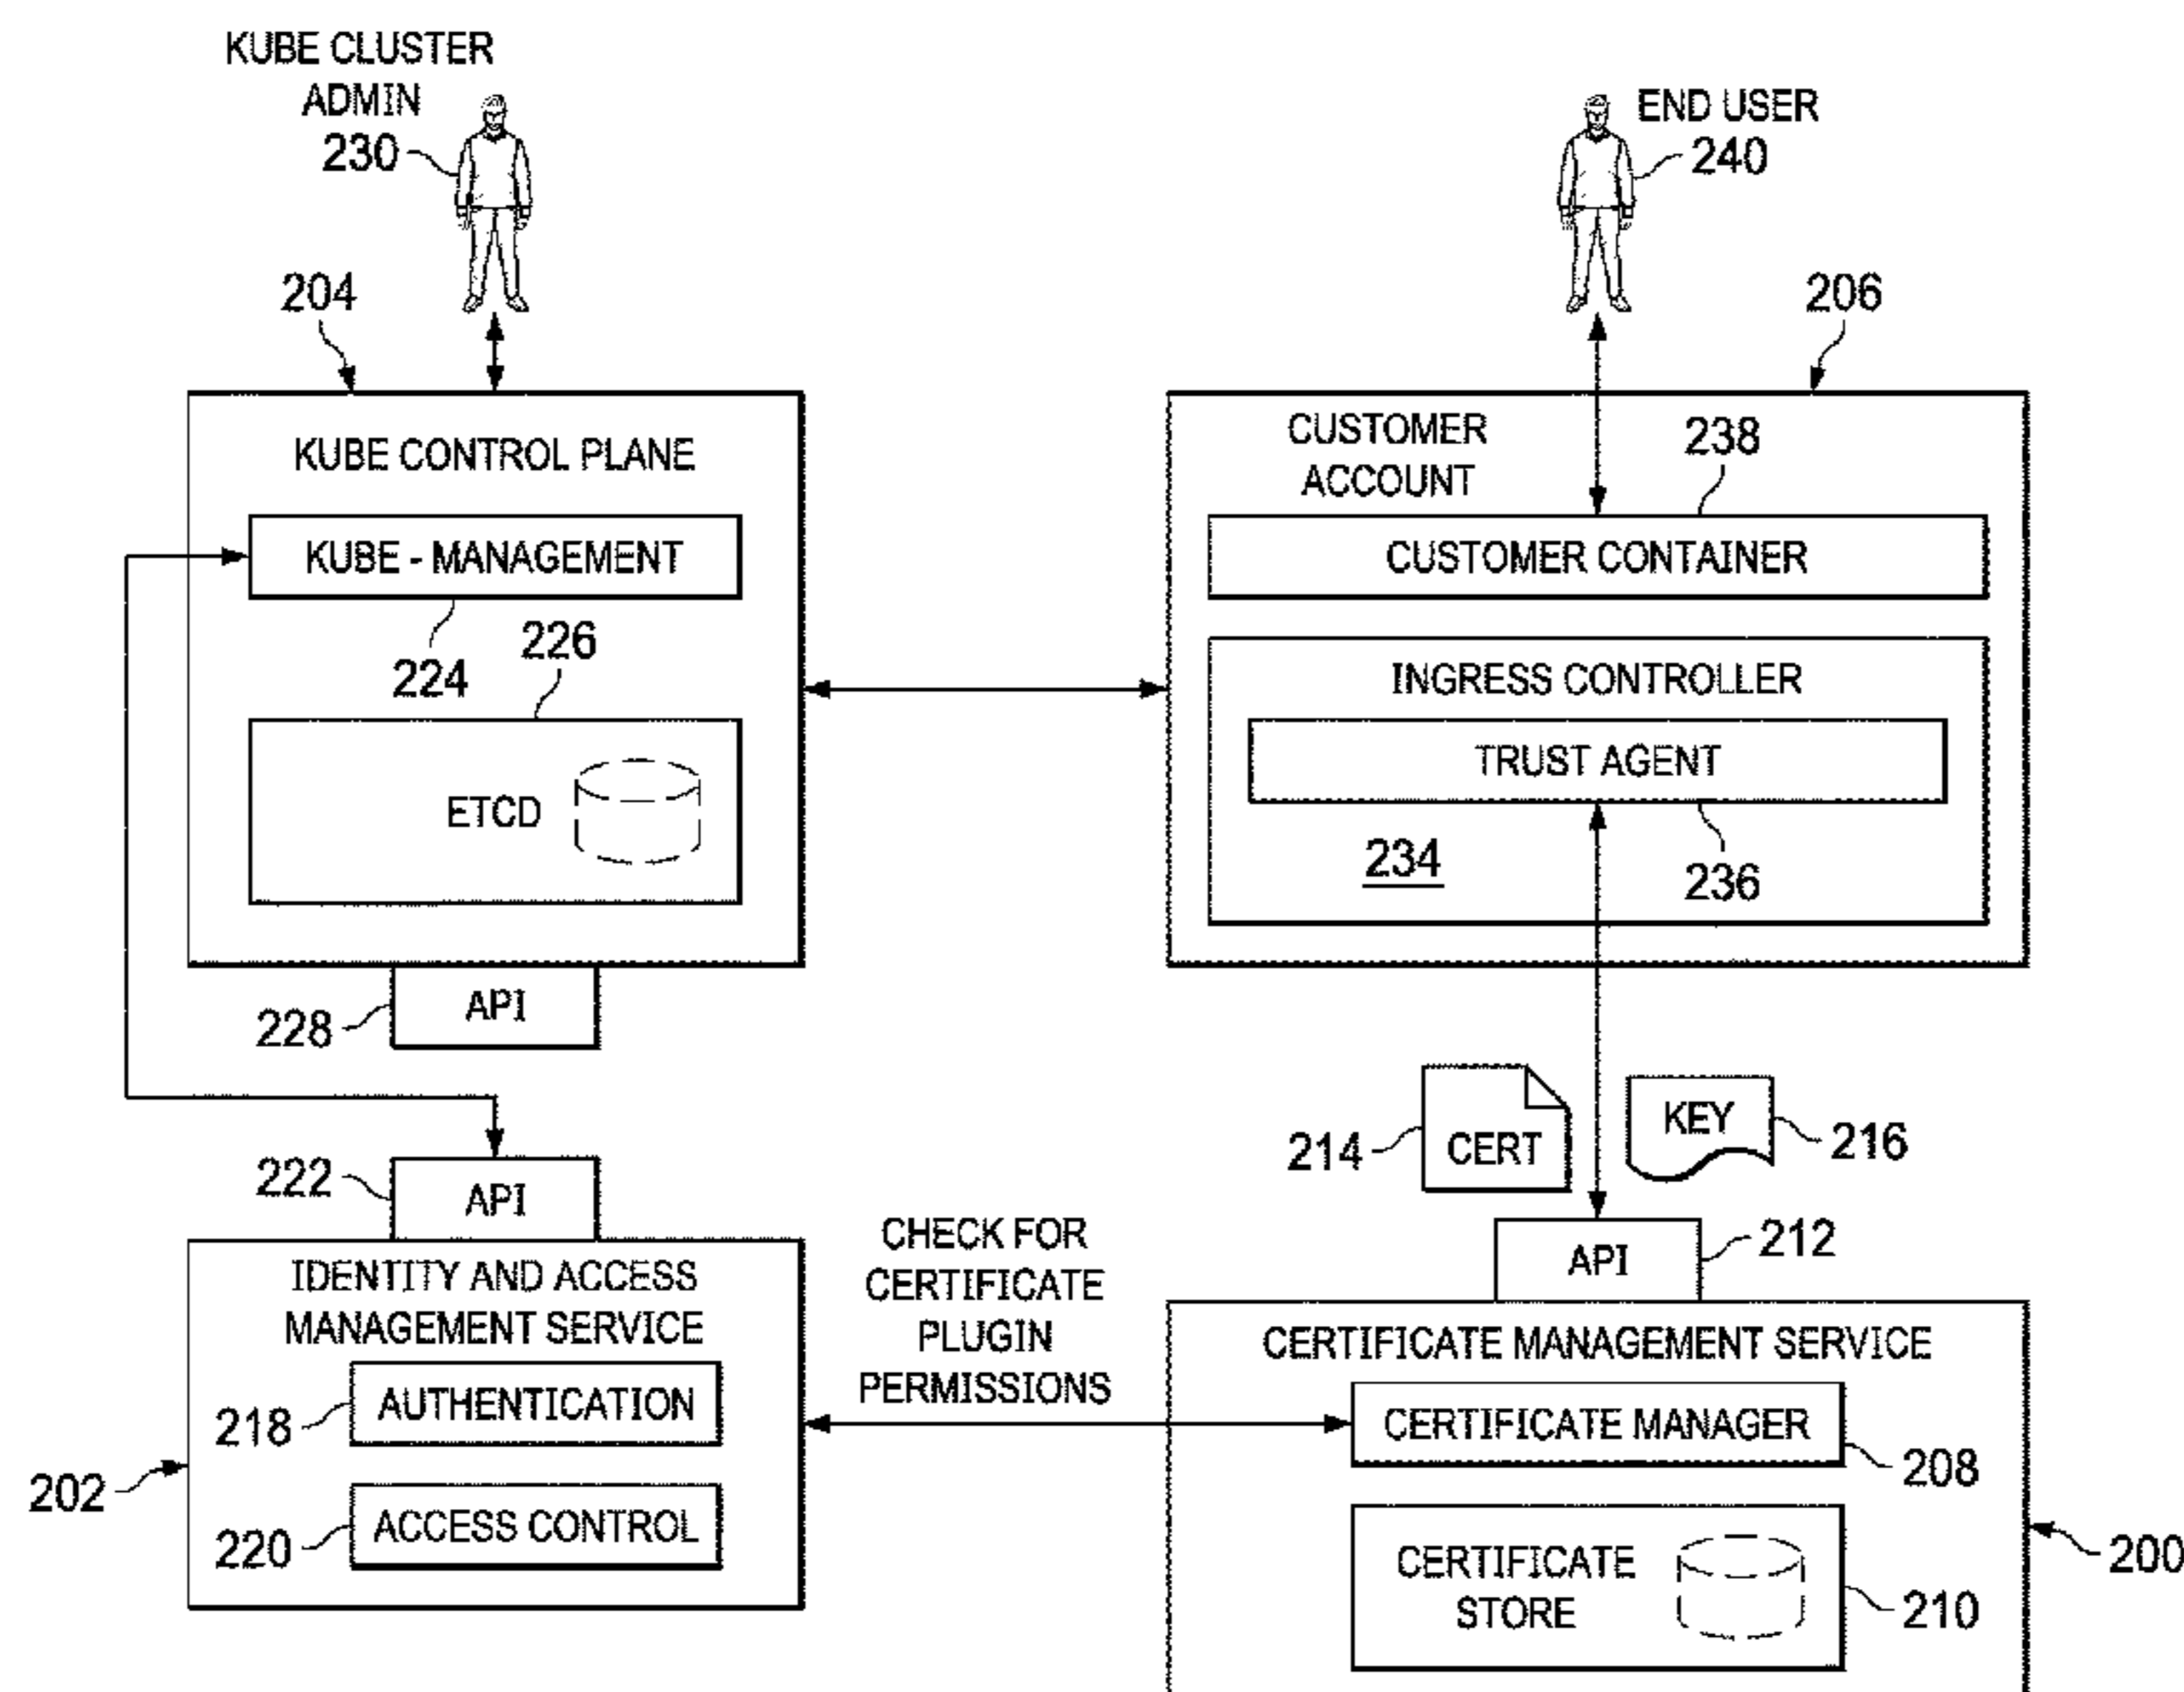 KUBE CLUSTER
ADMIN
230
END USER
240
204
206
KUBE CONTROL PLANE
KUBE - MANAGEMENT
224
226
ETCD
API
228
CUSTOMER
ACCOUNT
238
CUSTOMER CONTAINER
INGRESS CONTROLLER
TRUST AGENT
234
236
214
CERT
KEY
216
222
API
IDENTITY AND ACCESS
MANAGEMENT SERVICE
218
AUTHENTICATION
202
220
ACCESS CONTROL
CHECK FOR
CERTIFICATE
PLUGIN
PERMISSIONS
API
212
CERTIFICATE MANAGEMENT SERVICE
CERTIFICATE MANAGER
208
CERTIFICATE
STORE
210
200